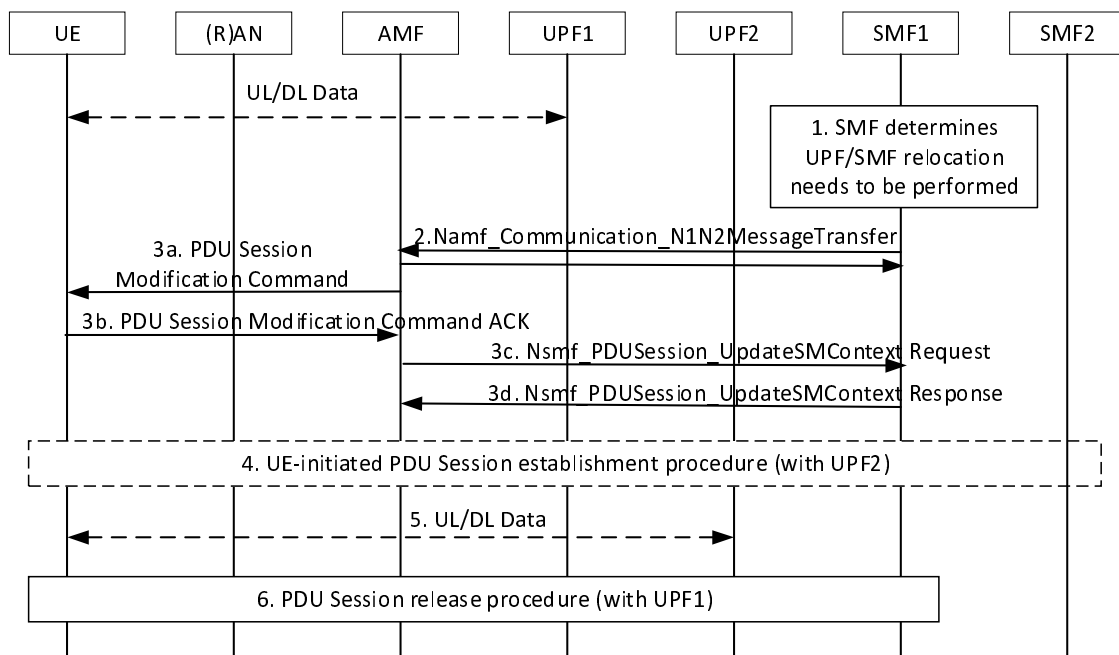 UE
(R)AN
AMF
UPF1
UPF2
SMF1
SMF2
UL/DL Data
1. SMF determines
UPF/SMF relocation
needs to be performed
2.Namf_Communication_N1N2MessageTransfer
3a. PDU Session
Modification Command
3b. PDU Session Modification Command ACK
3c. Nsmf_PDUSession_UpdateSMContext Request
3d. Nsmf_PDUSession_UpdateSMContext Response
4. UE-initiated PDU Session establishment procedure (with UPF2)
5. UL/DL Data
6. PDU Session release procedure (with UPF1)